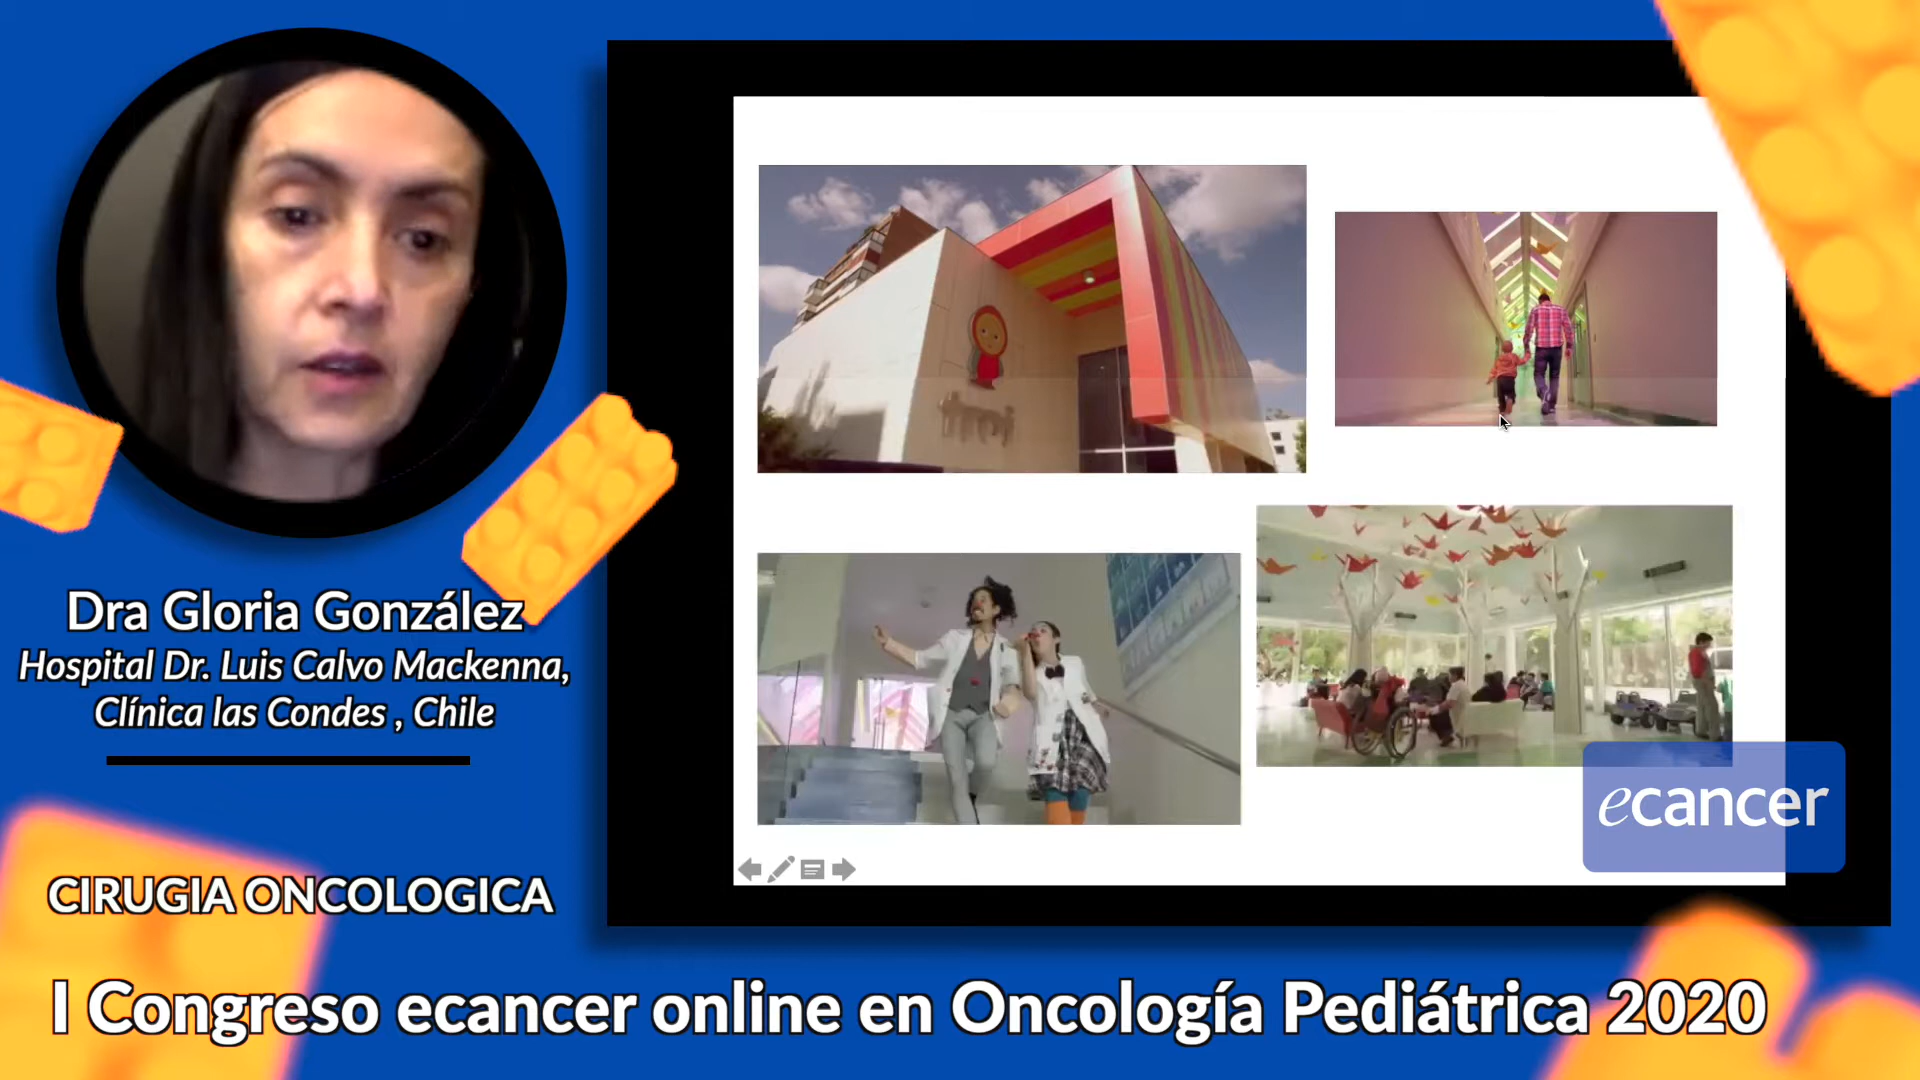 Dra Gloria González
Hospital Dr. Luis Calvo Mackenna,
Clínica las Condes , Chile
CIRUGIA ONCOLOGICA
ecancer
I Congreso ecancer online en Oncología Pediátrica 2020